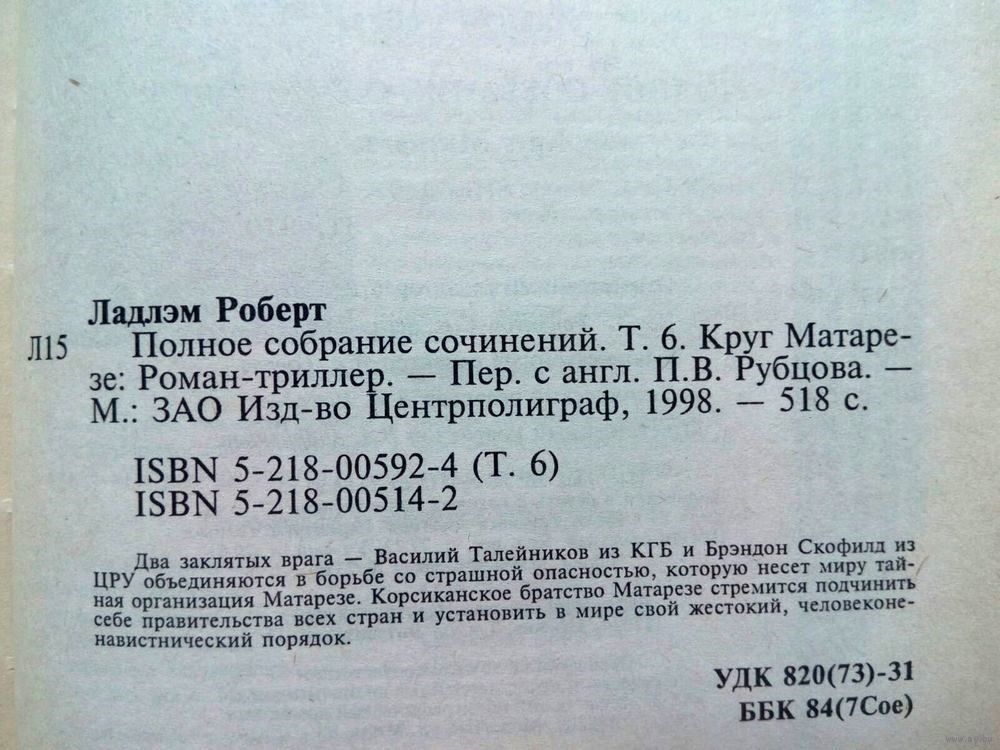 Ладлэм Роберт
Л15 Полное собрание сочинений. Т. 6. Круг Матаре-
зе: Роман-триллер. — Пер. с англ. П.В. Рубцова. —
М.: ЗАО Изд-во Центрполиграф, 1998. — 518 с.
ISBN 5-218-00592-4 (Т. 6)
ISBN 5-218-00514-2
Два заклятых врага — Василий Талейников из КГБ и Брэндон Скофилд из
ЦРУ объединяются в борьбе со страшной опасностью, которую несет миру тай-
ная организация Матарезе. Корсиканское братство Матарезе стремится подчинить
себе правительства всех стран и установить в мире свой жестокий, человеконе-
навистнический порядок.
УДК 820(73)-31
ББК 84(7Сое)